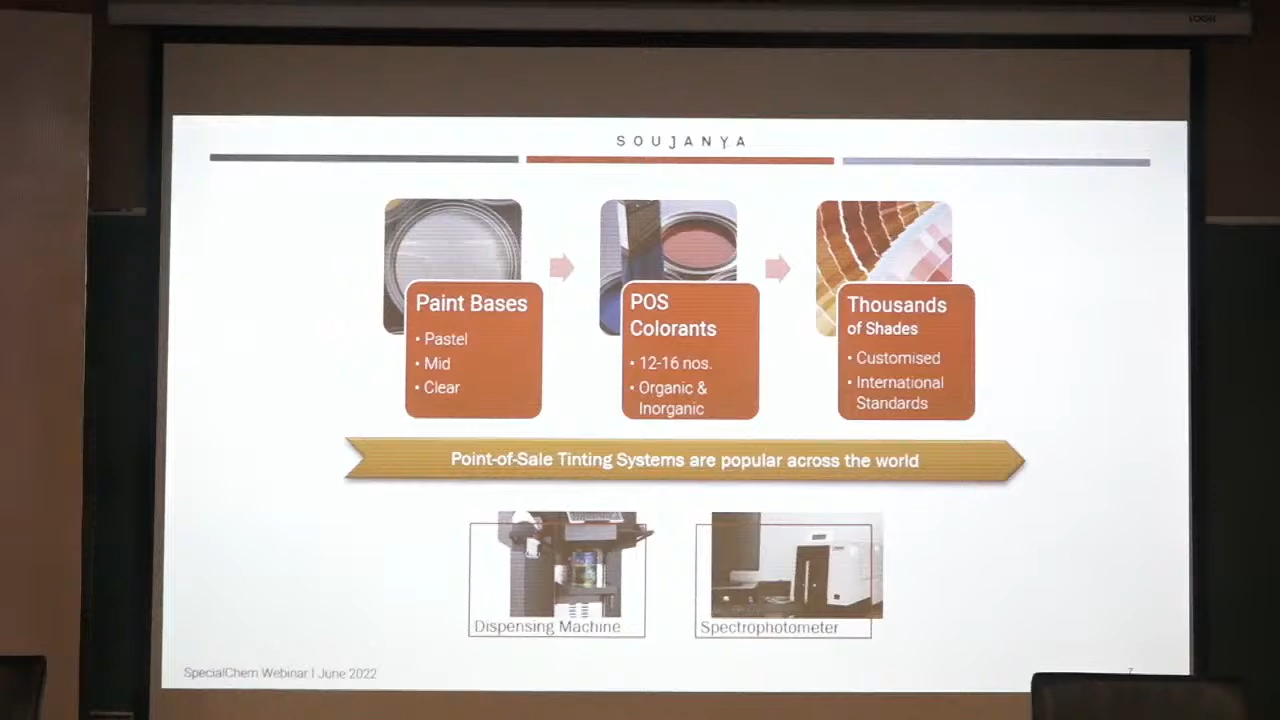 SOUJANYA
Paint Bases
• Pastel
• Mid
• Clear
POS
Colorants
• 12-16 nos.
• Organic &
Inorganic
Thousands
of Shades
• Customised
• International
Standards
Point-of-Sale Tinting Systems are popular across the world
Dispensing Machine
Spectrophotometer
SpecialChem Webinar | June 2022
7